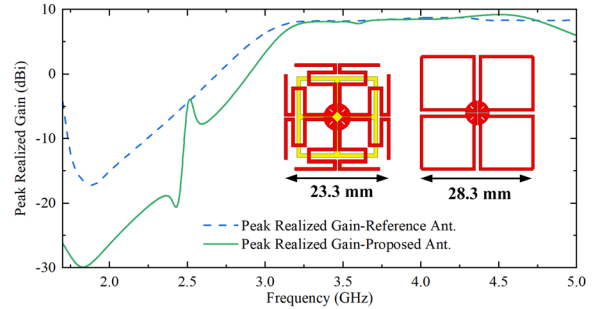 Peak Realized Gain (dBi)
10
0
-10
-20
-30
23.3 mm
28.3 mm
Peak Realized Gain-Reference Ant.
Peak Realized Gain-Proposed Ant.
2.0 2.5 3.0 3.5 4.0 4.5 5.0
Frequency (GHz)